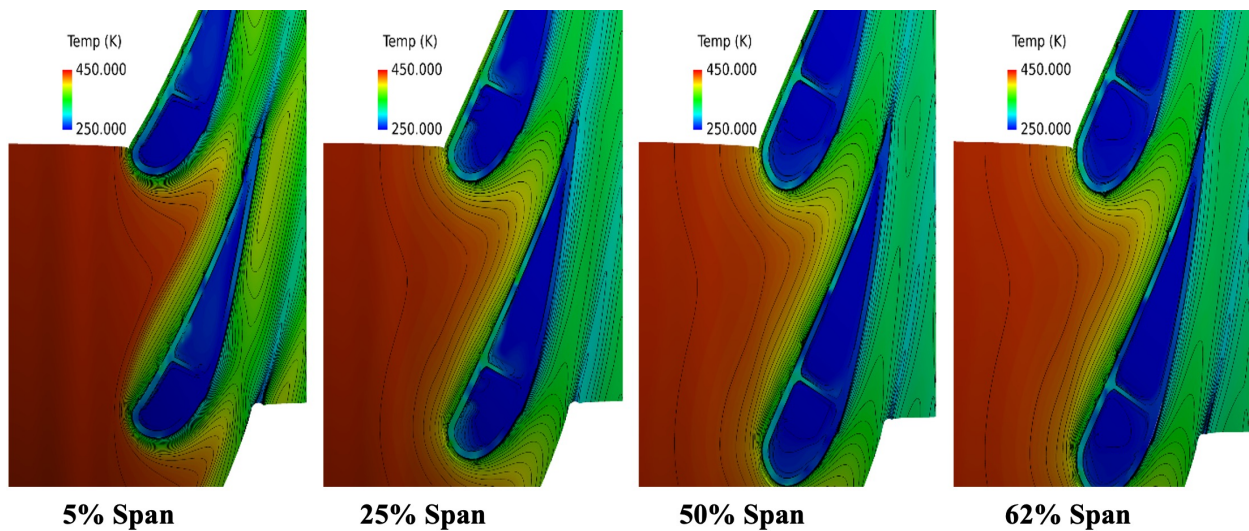 Temp (K)
450.000
250.000
Temp (K)
450.000
250.000
Temp (K)
450.000
250.000
Temp (K)
450.000
250.000
5% Span
25% Span
50% Span
62% Span